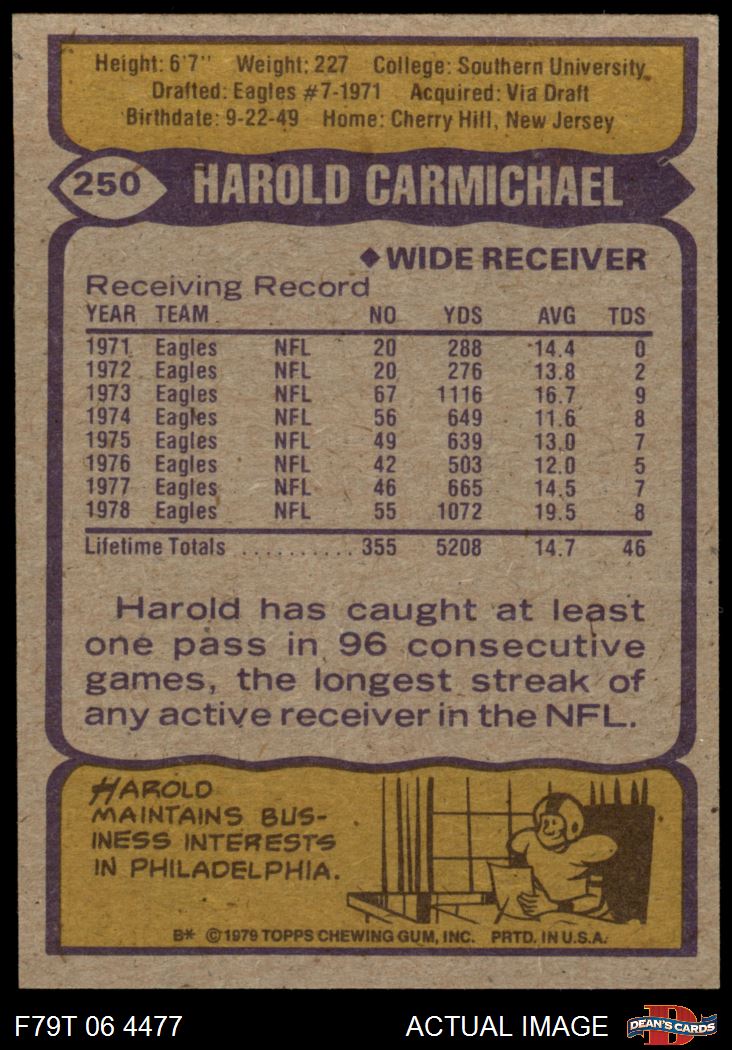 Height: 6'7" Weight: 227 College: Southern University
Drafted: Eagles #7-1971 Acquired: Via Draft
Birthdate: 9-22-49 Home: Cherry Hill, New Jersey
250 HAROLD CARMICHAEL
◆WIDE RECEIVER
Receiving Record
YEAR TEAM NO YDS AVG TDS
1971 Eagles NFL 20 288 14.4 0
1972 Eagles NFL 20 276 13.8 2
1973 Eagles NFL 67 1116 16.7 9
1974 Eagles NFL 56 649 11.6 8
1975 Eagles NFL 49 639 13.0 7
1976 Eagles NFL 42 503 12.0 5
1977 Eagles NFL 46 665 14.5 7
1978 Eagles NFL 55 1072 19.5 8
Lifetime Totals .......... 355 5208 14.7 46
Harold has caught at least
one pass in 96 consecutive
games, the longest streak of
any active receiver in the NFL.
HAROLD
MAINTAINS BUS-
INESS INTERESTS
IN PHILADELPHIA.
B* ©1979 TOPPS CHEWING GUM, INC. PRTD. IN U.S.A.
F79T 06 4477 ACTUAL IMAGE D DEAN'S CARDS